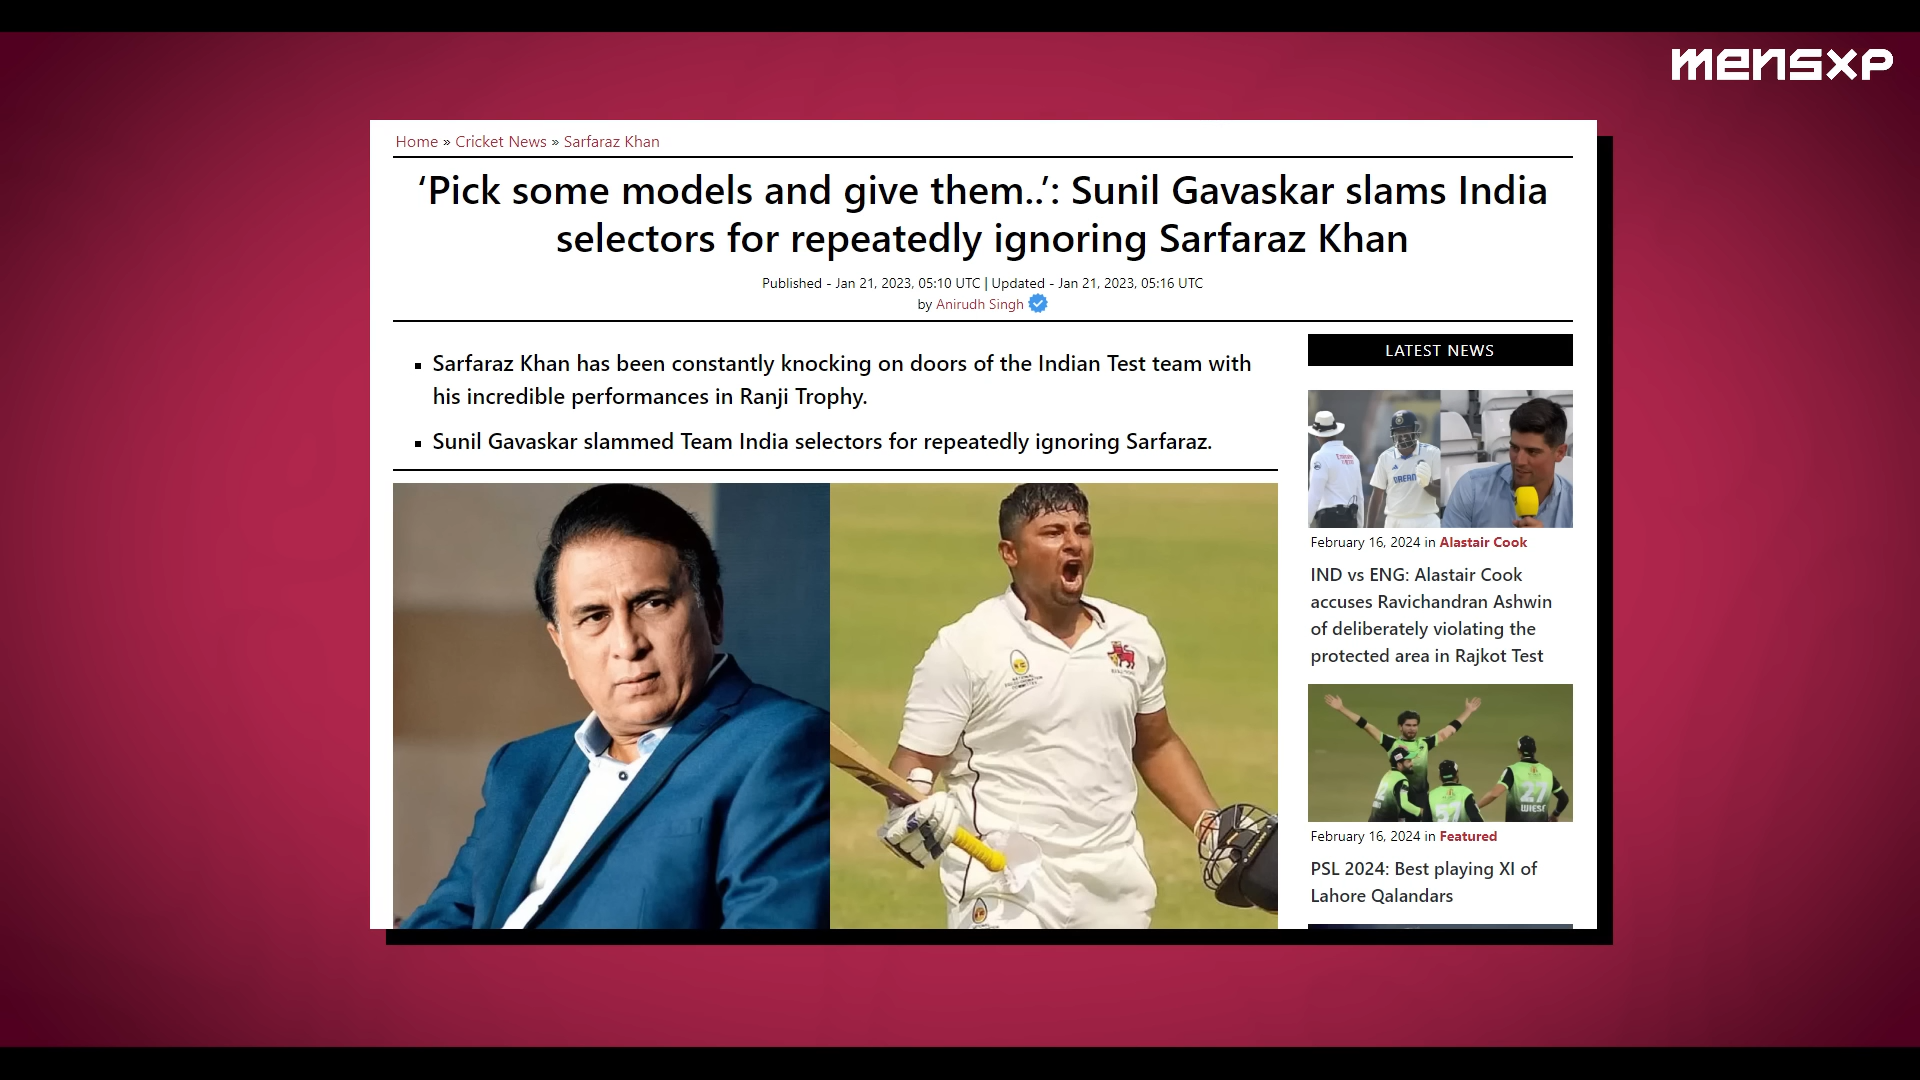 mensxp
Home » Cricket News » Sarfaraz Khan
‘Pick some models and give them..’: Sunil Gavaskar slams India
selectors for repeatedly ignoring Sarfaraz Khan
Published - Jan 21, 2023, 05:10 UTC | Updated - Jan 21, 2023, 05:16 UTC
by Anirudh Singh
▪ Sarfaraz Khan has been constantly knocking on doors of the Indian Test team with
his incredible performances in Ranji Trophy.
▪ Sunil Gavaskar slammed Team India selectors for repeatedly ignoring Sarfaraz.
LATEST NEWS
February 16, 2024 in Alastair Cook
IND vs ENG: Alastair Cook
accuses Ravichandran Ashwin
of deliberately violating the
protected area in Rajkot Test
27
WIESE
February 16, 2024 in Featured
PSL 2024: Best playing XI of
Lahore Qalandars